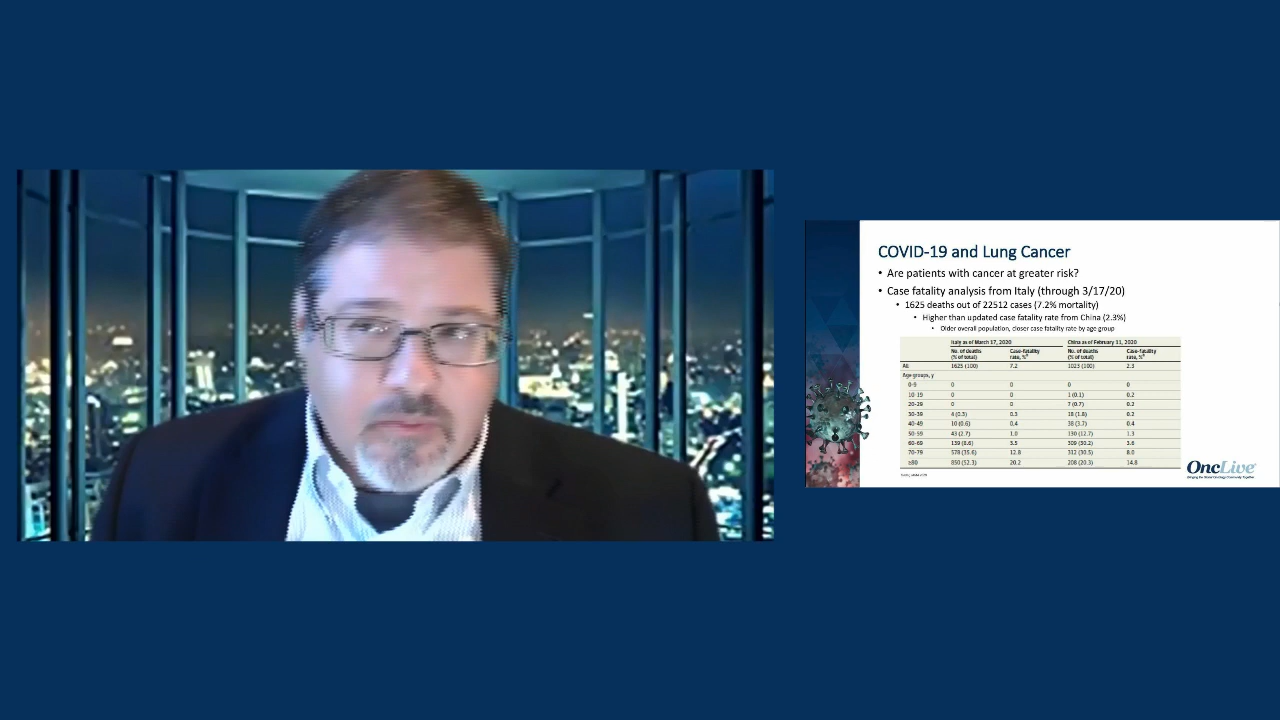 COVID-19 and Lung Cancer
• Are patients with cancer at greater risk?
• Case fatality analysis from Italy (through 3/17/20)
• 1625 deaths out of 22512 cases (7.2% mortality)
• Higher than updated case fatality rate from China (2.3%)
• Older overall population, closer case fatality rate by age group
Italy as of March 17, 2020 China as of February 11, 2020
No. of deaths (% of total) Case-fatality rate, % No. of deaths (% of total) Case-fatality rate, %
All 1625 (100) 7.2 1023 (100) 2.3
Age groups, y
0-9 0 0 0 0
10-19 0 0 1 (0.1) 0.2
20-29 0 0 7 (0.7) 0.2
30-39 4 (0.3) 0.3 18 (1.8) 0.2
40-49 10 (0.6) 0.4 38 (3.7) 0.4
50-59 43 (2.7) 1.0 130 (12.7) 1.3
60-69 139 (8.6) 3.5 309 (30.2) 3.6
70-79 578 (35.6) 12.8 312 (30.5) 8.0
≥80 850 (52.3) 20.2 208 (20.3) 14.8
OncLive
Bringing the Global Oncology Community Together